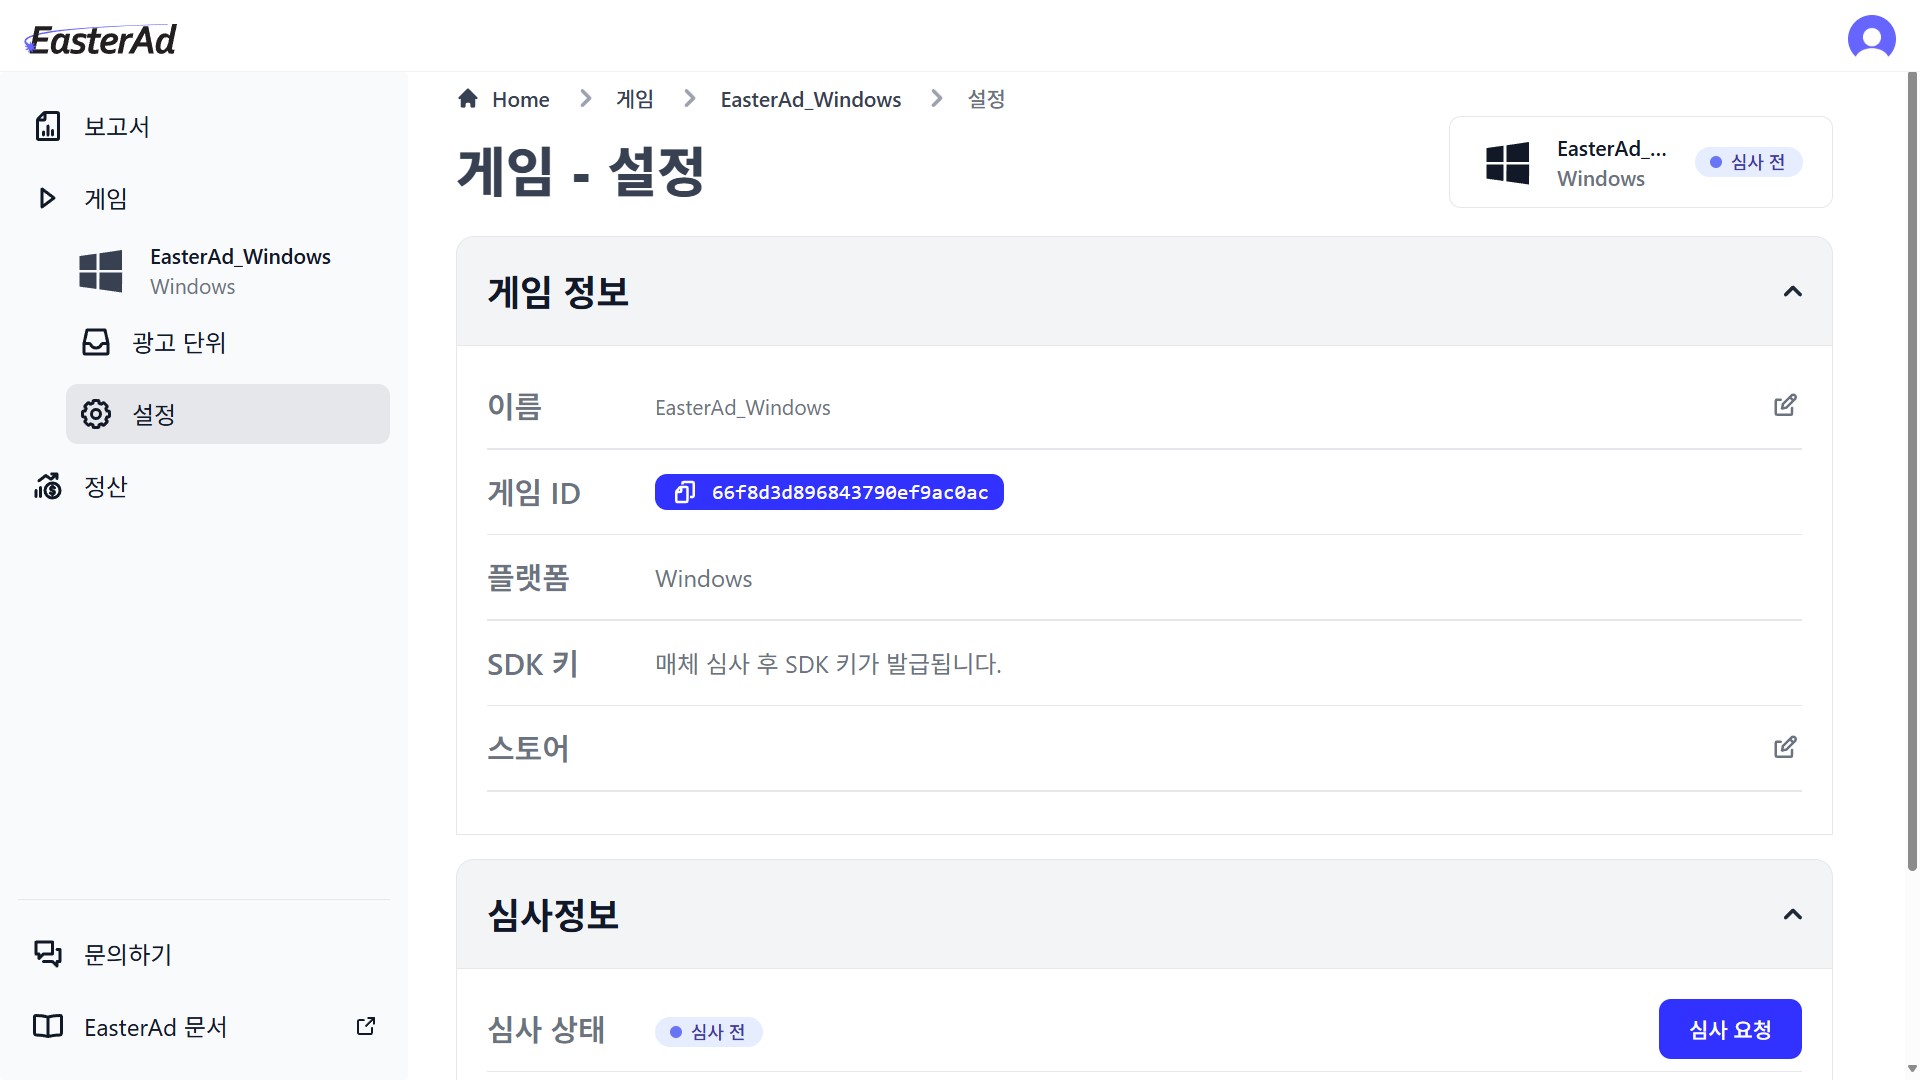 EasterAd
보고서
게임
EasterAd_Windows
Windows
광고 단위
설정
정산
문의하기
EasterAd 문서
Home
게임
EasterAd_Windows
설정
게임 - 설정
EasterAd_...
Windows
심사 전
게임 정보
이름
EasterAd_Windows
게임 ID
66f8d3d896843790ef9ac0ac
플랫폼
Windows
SDK 키
매체 심사 후 SDK 키가 발급됩니다.
스토어
심사정보
심사 상태
심사 전
심사 요청